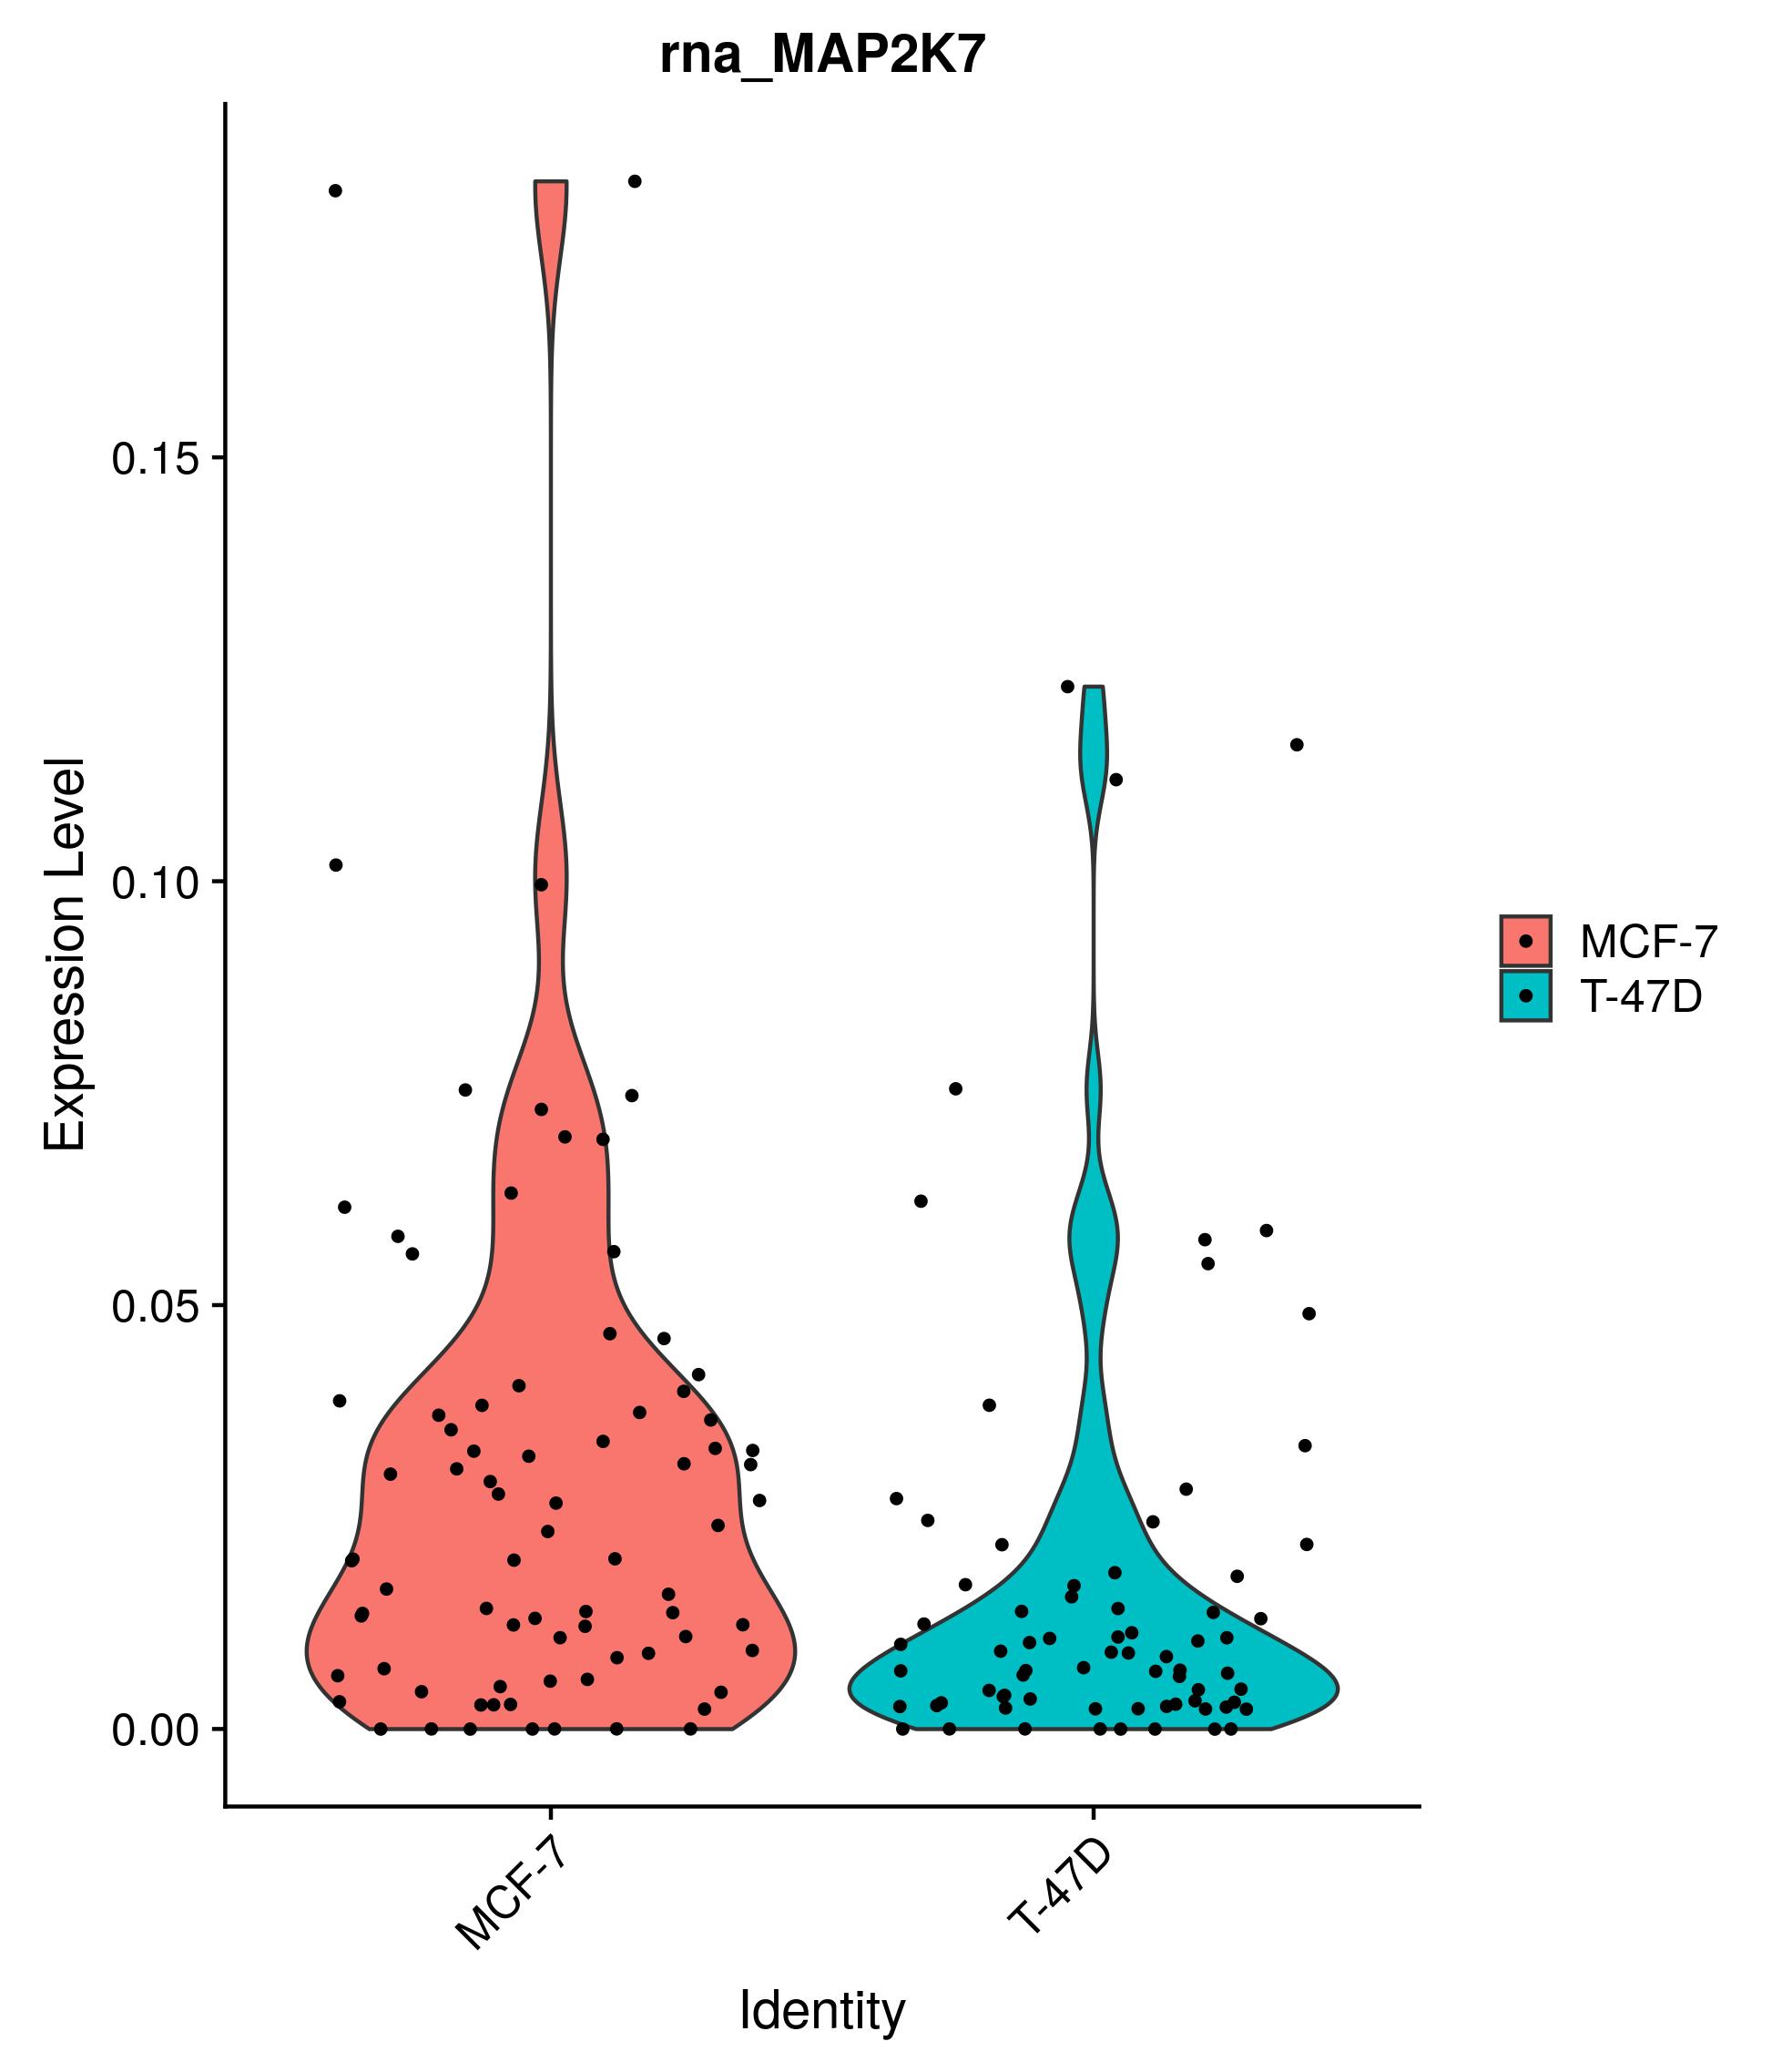 rna_MAP2K7
Expression Level
0.15
0.10
0.05
0.00
MCF-7
T-47D
Identity
MCF-7
T-47D